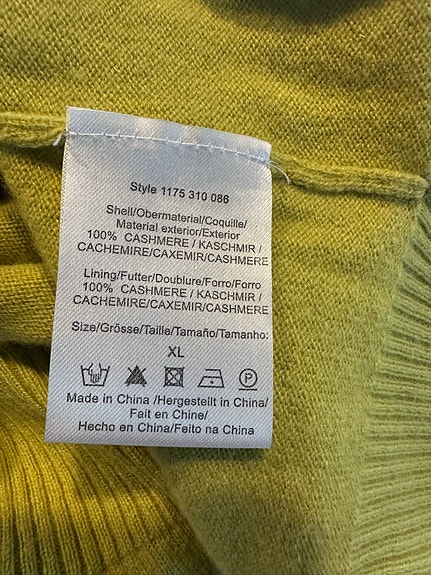 Style 1175 310 086
Shell/Obermaterial/Coquille/
Material exterior/Exterior
100% CASHMERE / KASCHMIR /
CACHEMIRE/CAXEMIR/CASHMERE
Lining/Futter/Doublure/Forro/Forro
100% CASHMERE / KASCHMIR /
CACHEMIRE/CAXEMIR/CASHMERE
Size/Grösse/Taille/Tamaño/Tamanho:
XL
P
Made in China /Hergestellt in China/
Fait en Chine/
Hecho en China/Feito na China